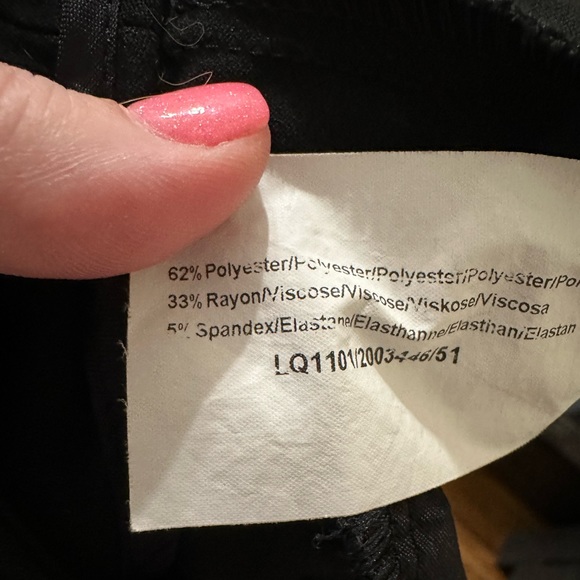 62% Polyester/Polyester/Polyester/Polyester/Po
33% Rayon/Viscose/Viscose/Viskose/Viscosa
5% Spandex/Elastane/Elasthanne/Elasthan/Elastan
LQ1101/2003446/51